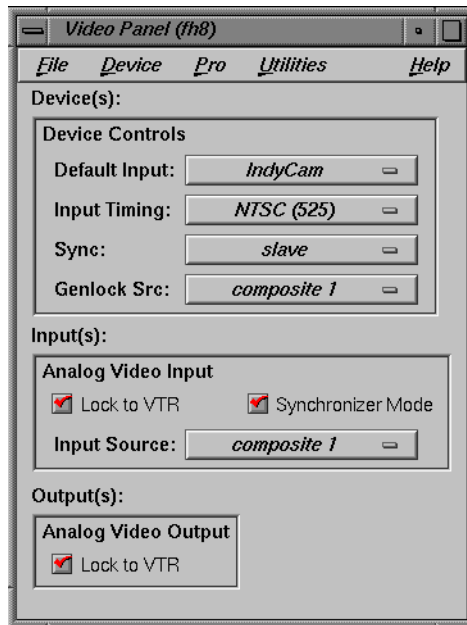 Video Panel (fh8)
File Device Pro Utilities Help
Device(s):
Device Controls
Default Input: IndyCam
Input Timing: NTSC (525)
Sync: slave
Genlock Src: composite 1
Input(s):
Analog Video Input
Lock to VTR Synchronizer Mode
Input Source: composite 1
Output(s):
Analog Video Output
Lock to VTR